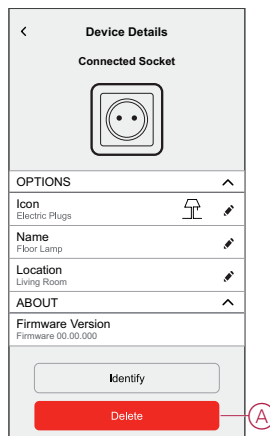 Device Details
Connected Socket
OPTIONS
Icon
Electric Plugs
Name
Floor Lamp
Location
Living Room
ABOUT
Firmware Version
Firmware 00.00.000
Identify
Delete
A